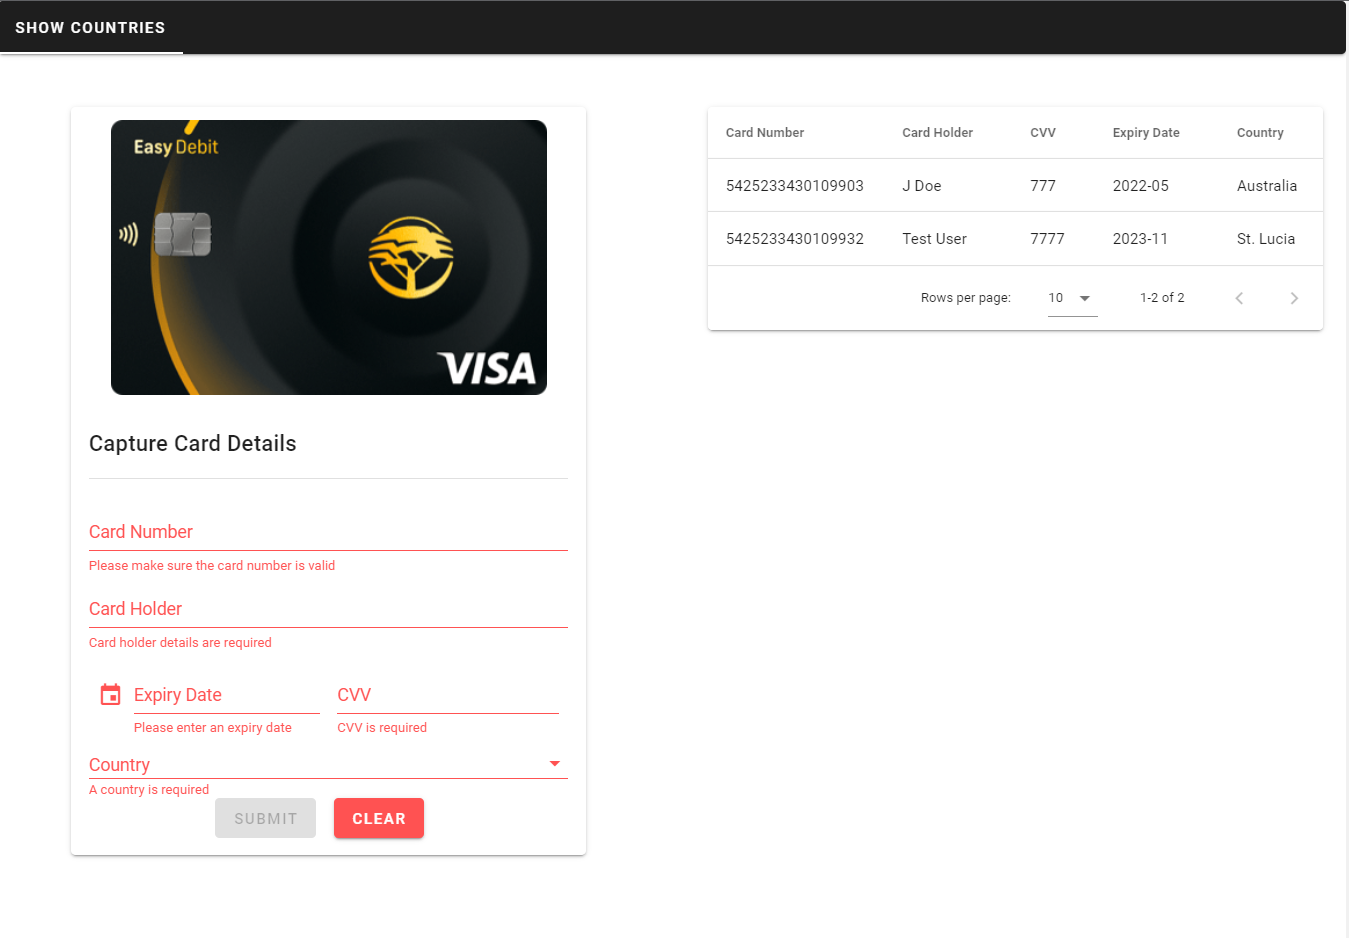 SHOW COUNTRIES
Easy Debit
VISA
Capture Card Details
Card Number
Please make sure the card number is valid
Card Holder
Card holder details are required
Expiry Date CVV
Please enter an expiry date CVV is required
Country
A country is required
SUBMIT CLEAR
Card Number Card Holder CVV Expiry Date Country
5425233430109903 J Doe 777 2022-05 Australia
5425233430109932 Test User 7777 2023-11 St. Lucia
Rows per page: 10 1-2 of 2